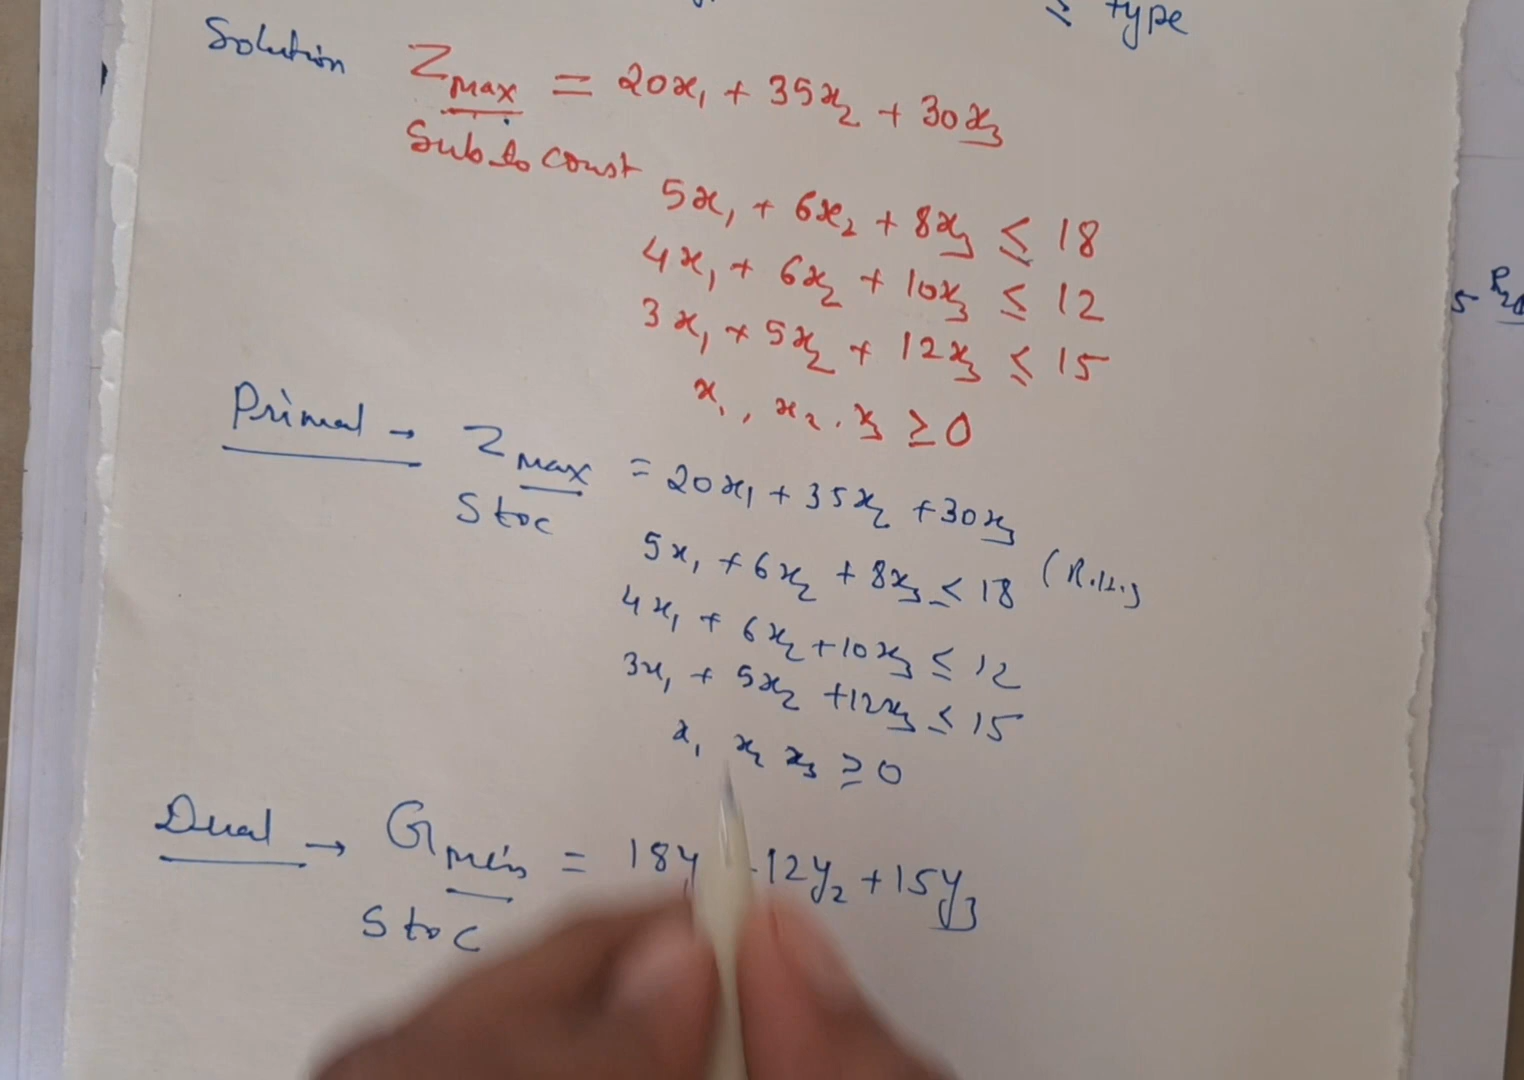 ≤ type
Solution Zmax = 20x₁ + 35x₂ + 30x₃
Sub to const
5x₁ + 6x₂ + 8x₃ ≤ 18
4x₁ + 6x₂ + 10x₃ ≤ 12
3x₁ + 5x₂ + 12x₃ ≤ 15
x₁, x₂, x₃ ≥ 0
Primal → Zmax = 20x₁ + 35x₂ + 30x₃
Stoc
5x₁ + 6x₂ + 8x₃ ≤ 18 (R.H.S
4x₁ + 6x₂ + 10x₃ ≤ 12
3x₁ + 5x₂ + 12x₃ ≤ 15
x₁ x₂ x₃ ≥ 0
Dual → Gmin = 18y 12y₂ + 15y₃
Stoc